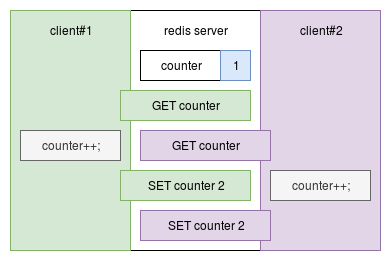 client#1
redis server
client#2
counter
1
GET counter
counter++;
GET counter
SET counter 2
counter++;
SET counter 2